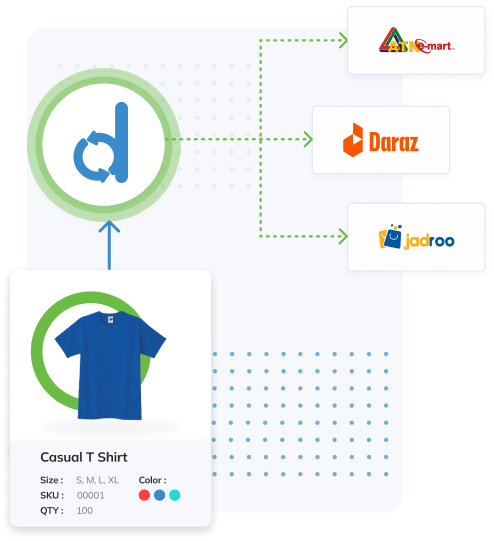 ATN e-mart
d
Daraz
jadroo
Casual T Shirt
Size : S, M, L, XL Color :
SKU : 00001
QTY : 100